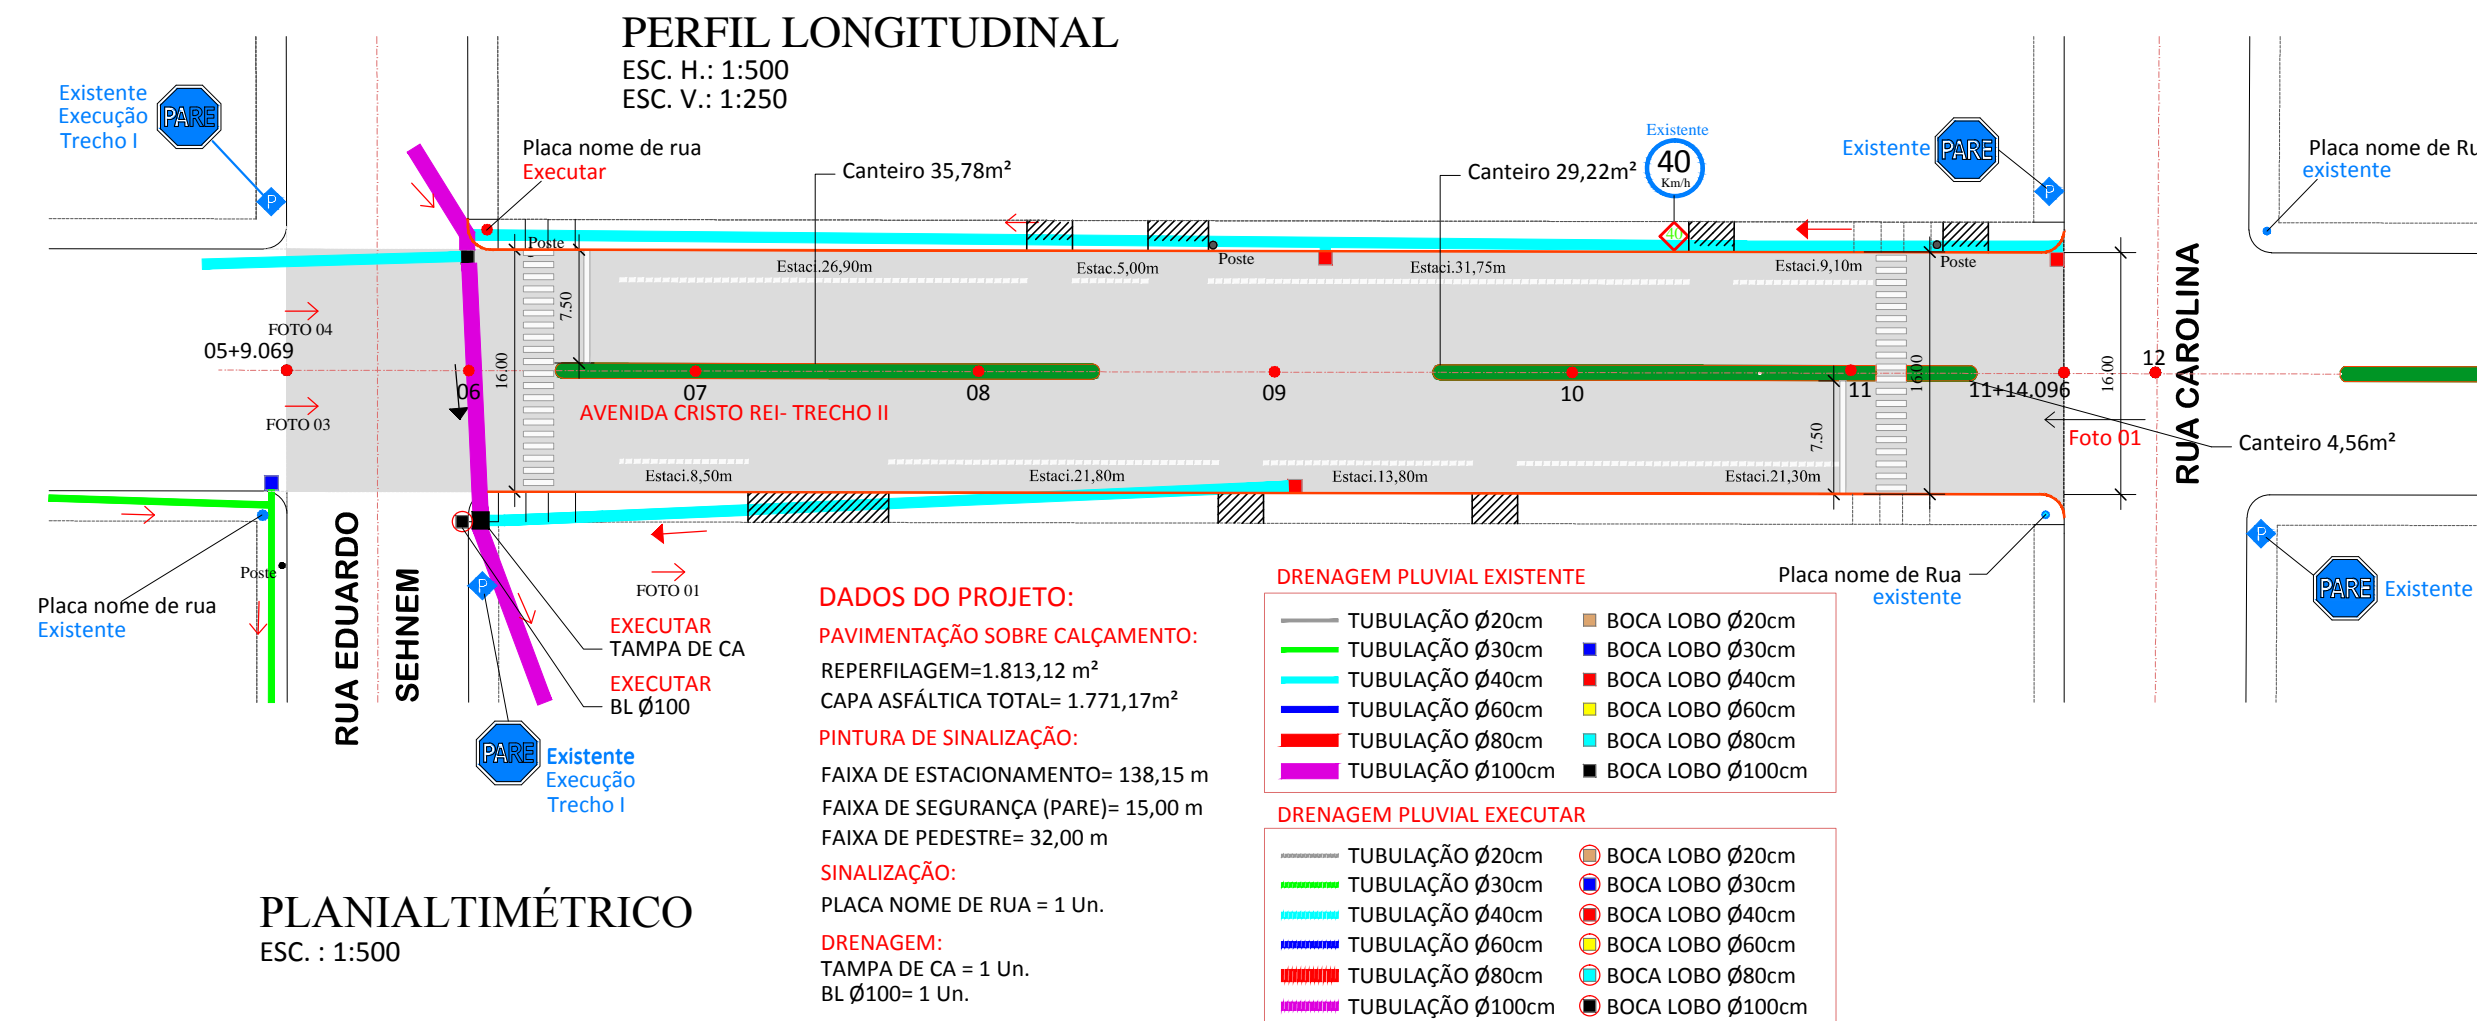 PERFIL LONGITUDINAL
ESC. H.: 1:500
ESC. V.: 1:250
Existente
Execução
Trecho I
PARE
P
Placa nome de rua
Executar
Canteiro 35,78m²
Canteiro 29,22m²
Existente
40
Km/h
40
Existente
PARE
P
existente
Poste
Estaci.26,90m
Estac.5,00m
Poste
Estaci.31,75m
Estaci.9,10m
Poste
7.50
16.00
FOTO 04
05+9.069
FOTO 03
06
07
08
09
10
11
11+14.096
12
AVENIDA CRISTO REI- TRECHO II
16.00
16.00
7.50
Foto 01
RUA CAROLINA
Canteiro 4,56m²
Estaci.8,50m
Estaci.21,80m
Estaci.13,80m
Estaci.21,30m
Poste
Placa nome de rua
Existente
RUA EDUARDO
SEHNEM
P
FOTO 01
EXECUTAR
TAMPA DE CA
EXECUTAR
BL Ø100
PARE
Existente
Execução
Trecho I
Placa nome de Rua
existente
P
PARE
Existente
DADOS DO PROJETO:
PAVIMENTAÇÃO SOBRE CALÇAMENTO:
REPERFILAGEM=1.813,12 m²
CAPA ASFÁLTICA TOTAL= 1.771,17m²
PINTURA DE SINALIZAÇÃO:
FAIXA DE ESTACIONAMENTO= 138,15 m
FAIXA DE SEGURANÇA (PARE)= 15,00 m
FAIXA DE PEDESTRE= 32,00 m
SINALIZAÇÃO:
PLACA NOME DE RUA = 1 Un.
DRENAGEM:
TAMPA DE CA = 1 Un.
BL Ø100= 1 Un.
DRENAGEM PLUVIAL EXISTENTE
TUBULAÇÃO Ø20cm BOCA LOBO Ø20cm
TUBULAÇÃO Ø30cm BOCA LOBO Ø30cm
TUBULAÇÃO Ø40cm BOCA LOBO Ø40cm
TUBULAÇÃO Ø60cm BOCA LOBO Ø60cm
TUBULAÇÃO Ø80cm BOCA LOBO Ø80cm
TUBULAÇÃO Ø100cm BOCA LOBO Ø100cm
DRENAGEM PLUVIAL EXECUTAR
TUBULAÇÃO Ø20cm BOCA LOBO Ø20cm
TUBULAÇÃO Ø30cm BOCA LOBO Ø30cm
TUBULAÇÃO Ø40cm BOCA LOBO Ø40cm
TUBULAÇÃO Ø60cm BOCA LOBO Ø60cm
TUBULAÇÃO Ø80cm BOCA LOBO Ø80cm
TUBULAÇÃO Ø100cm BOCA LOBO Ø100cm
PLANIALTIMÉTRICO
ESC. : 1:500
Placa nome de